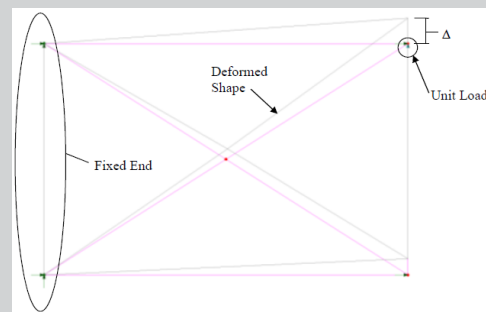 Δ
Deformed
Shape
Unit Load
Fixed End